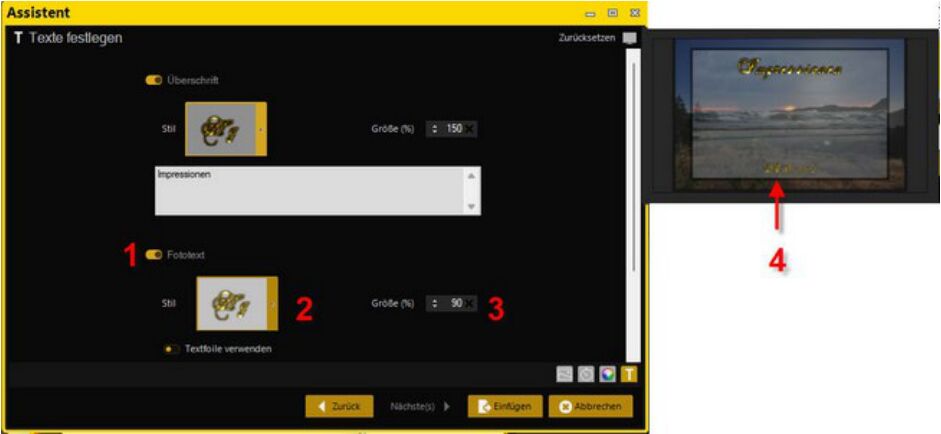 Assistent
T Texte festlegen
Zurücksetzen
Überschrift
Stil
Größe (%)
150
Impressionen
1
Fototext
Stil
2
Größe (%)
90
3
Textfolie verwenden
T
Zurück
Nächste(s)
Einfügen
Abbrechen
Impressionen
4